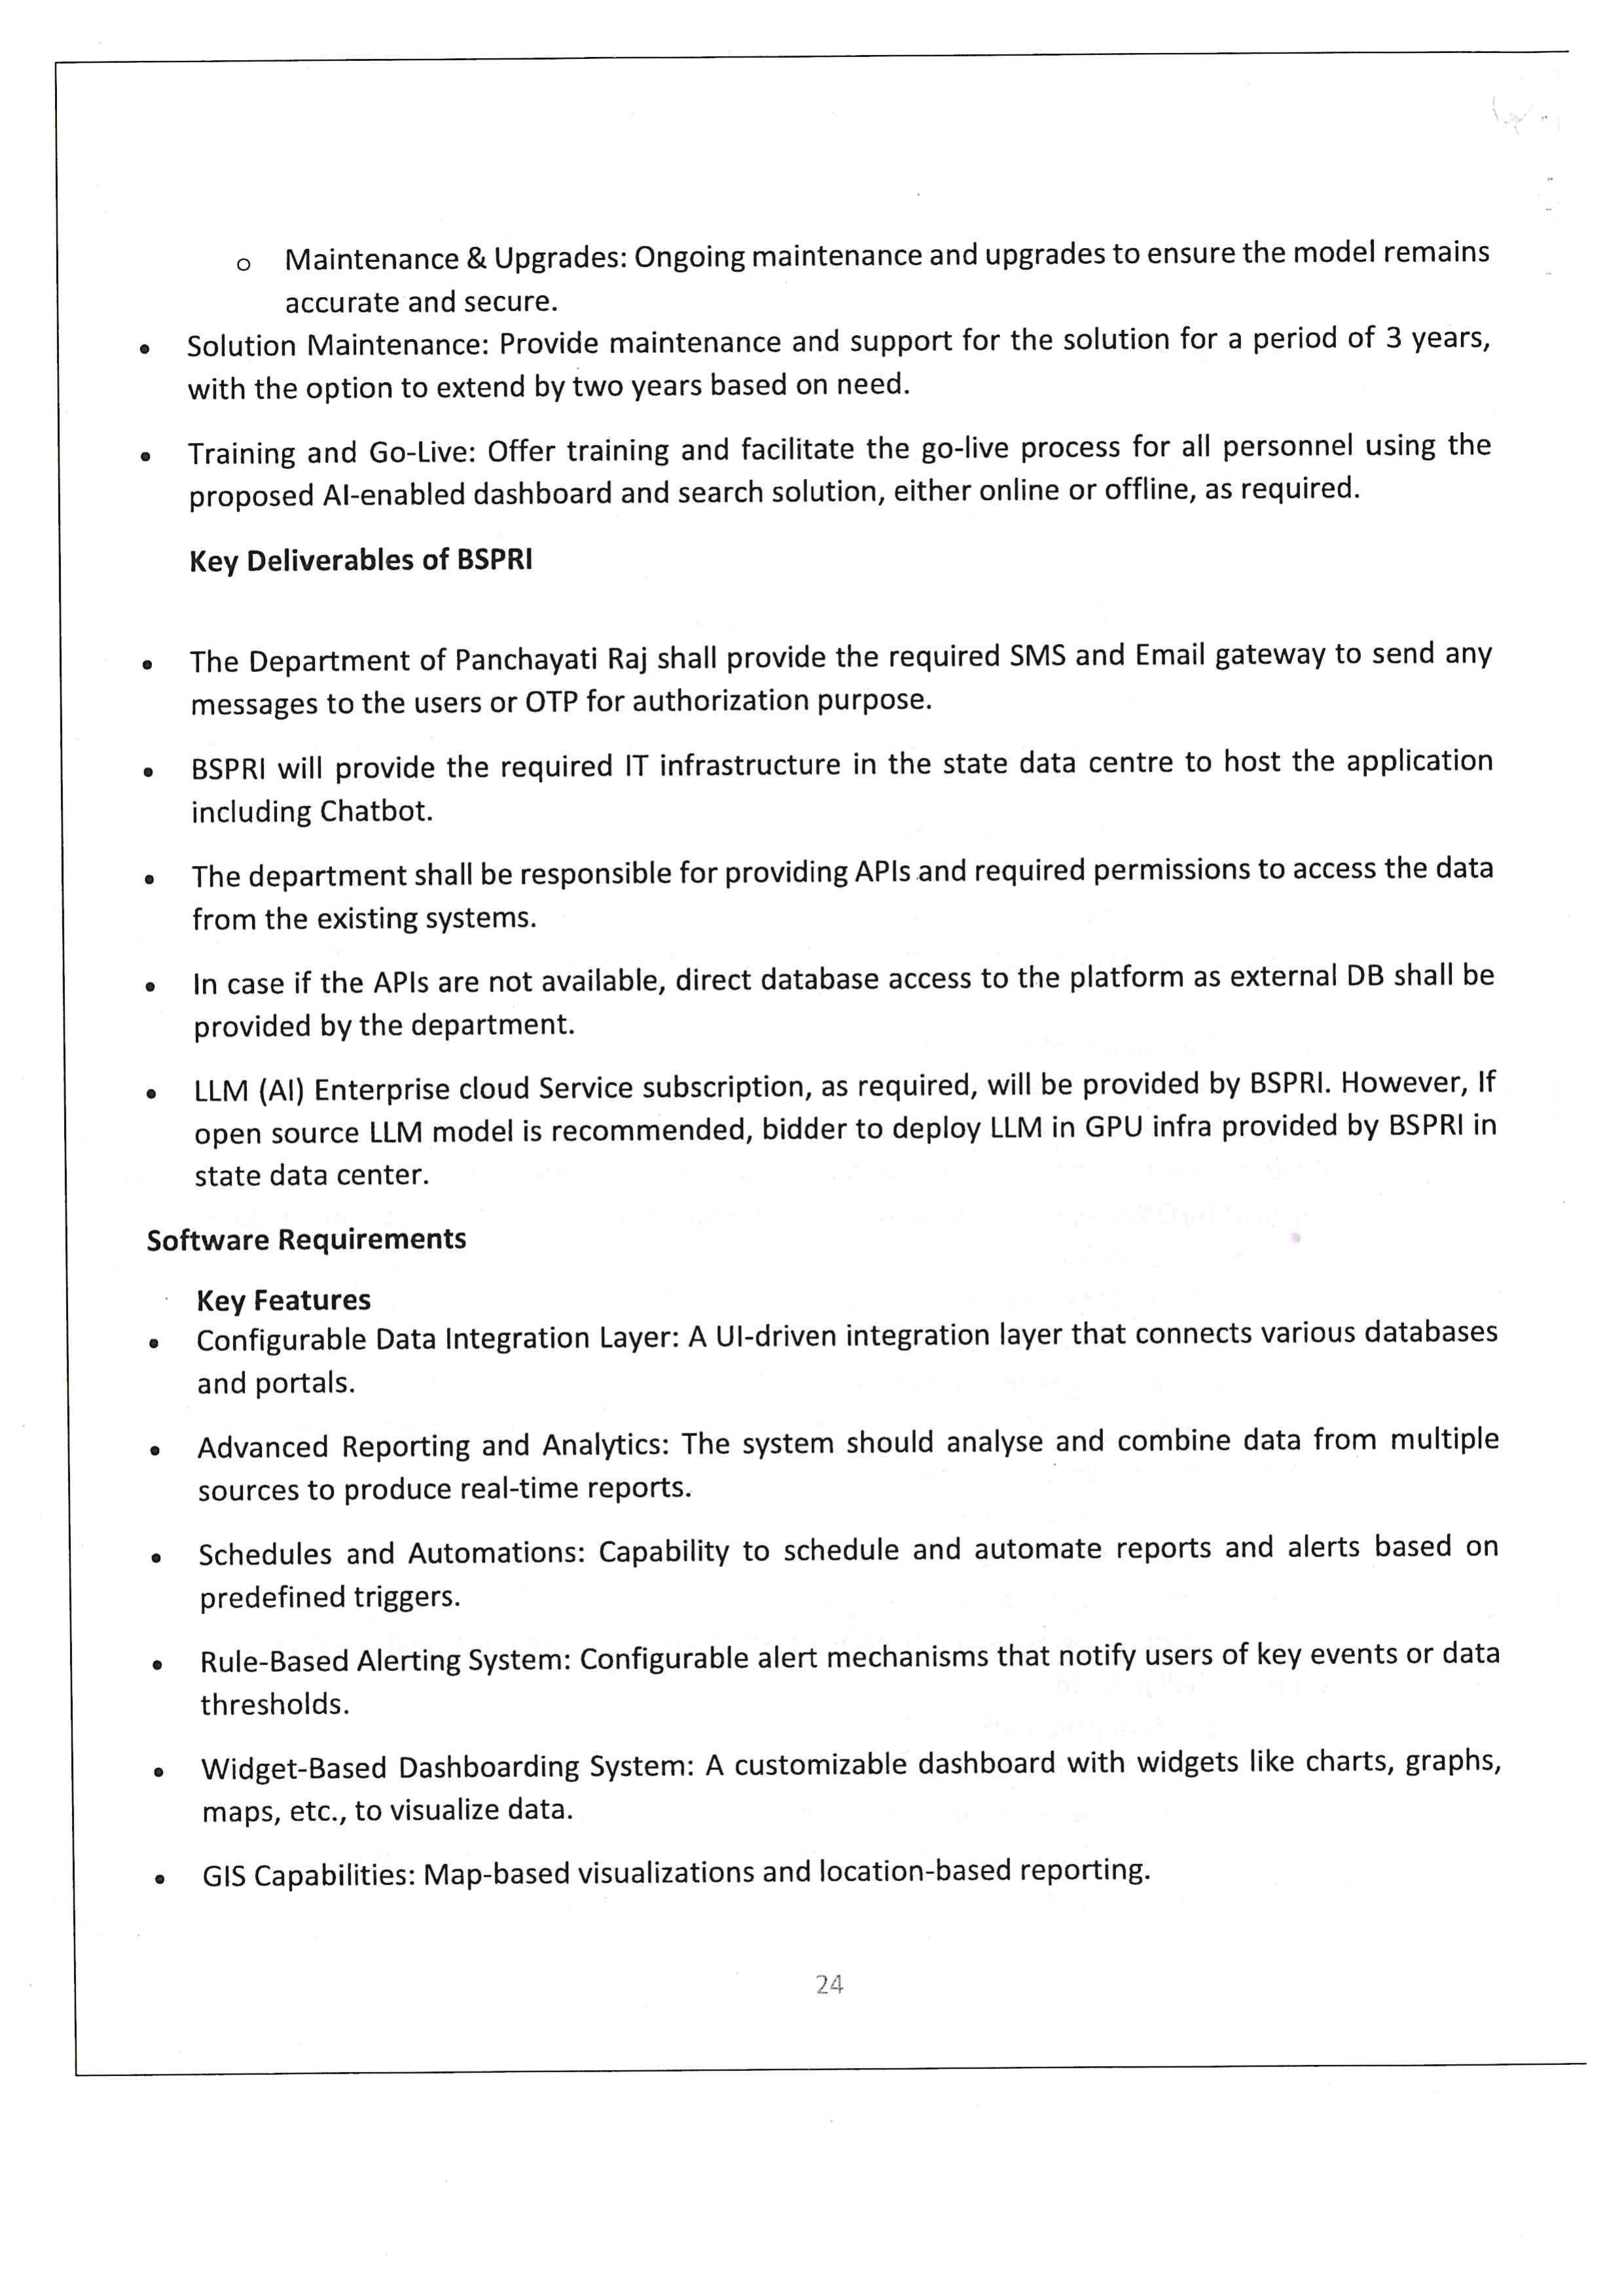 o Maintenance & Upgrades: Ongoing maintenance and upgrades to ensure the model remains
accurate and secure.
• Solution Maintenance: Provide maintenance and support for the solution for a period of 3 years,
with the option to extend by two years based on need.
• Training and Go-Live: Offer training and facilitate the go-live process for all personnel using the
proposed AI-enabled dashboard and search solution, either online or offline, as required.
Key Deliverables of BSPRI
• The Department of Panchayati Raj shall provide the required SMS and Email gateway to send any
messages to the users or OTP for authorization purpose.
• BSPRI will provide the required IT infrastructure in the state data centre to host the application
including Chatbot.
• The department shall be responsible for providing APIs and required permissions to access the data
from the existing systems.
• In case if the APIs are not available, direct database access to the platform as external DB shall be
provided by the department.
• LLM (AI) Enterprise cloud Service subscription, as required, will be provided by BSPRI. However, If
open source LLM model is recommended, bidder to deploy LLM in GPU infra provided by BSPRI in
state data center.
Software Requirements
Key Features
• Configurable Data Integration Layer: A UI-driven integration layer that connects various databases
and portals.
• Advanced Reporting and Analytics: The system should analyse and combine data from multiple
sources to produce real-time reports.
• Schedules and Automations: Capability to schedule and automate reports and alerts based on
predefined triggers.
• Rule-Based Alerting System: Configurable alert mechanisms that notify users of key events or data
thresholds.
• Widget-Based Dashboarding System: A customizable dashboard with widgets like charts, graphs,
maps, etc., to visualize data.
• GIS Capabilities: Map-based visualizations and location-based reporting.
24